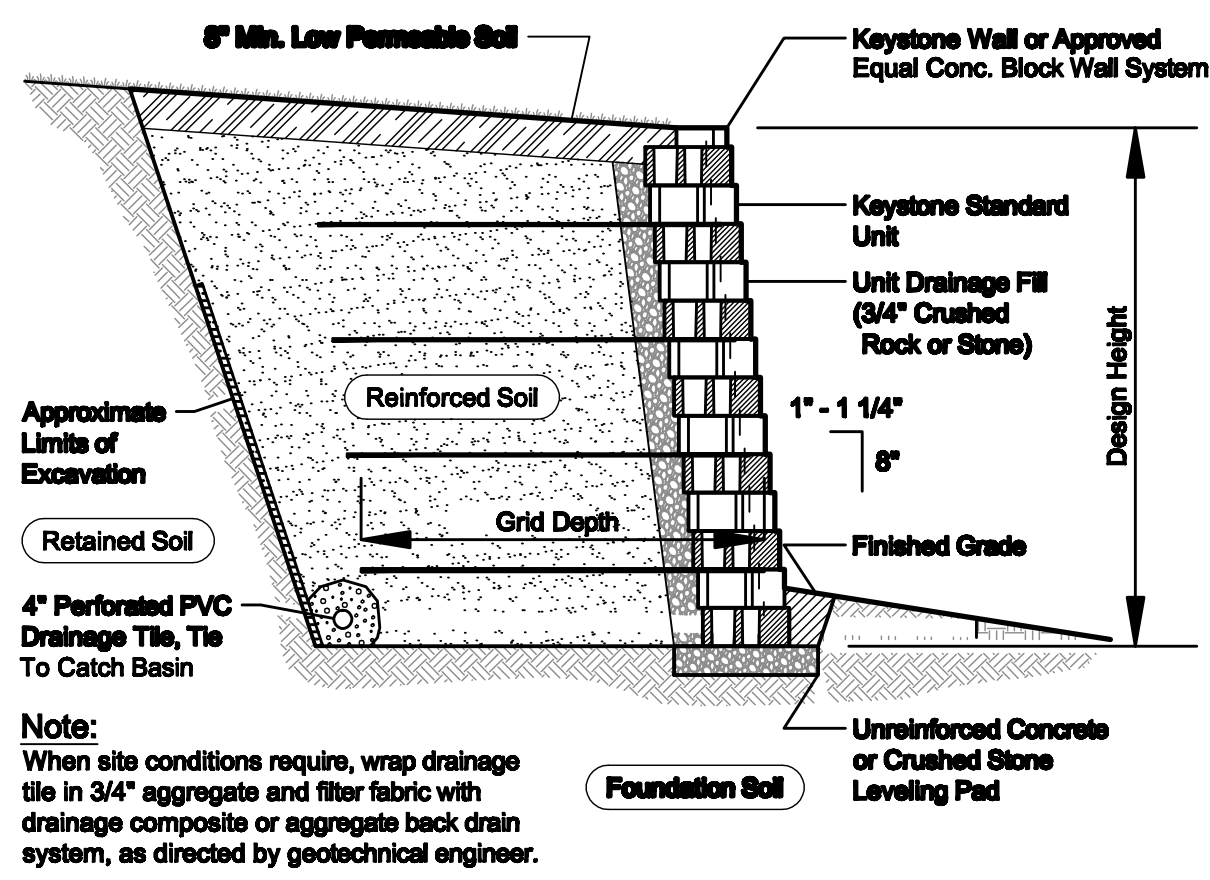 8" Min. Low Permeable Soil
Keystone Wall or Approved
Equal Conc. Block Wall System
Keystone Standard
Unit
Unit Drainage Fill
(3/4" Crushed
Rock or Stone)
Design Height
Reinforced Soil
1" - 1 1/4"
8"
Approximate
Limits of
Excavation
Grid Depth
Retained Soil
Finished Grade
4" Perforated PVC
Drainage Tile, Tie
To Catch Basin
Note:
When site conditions require, wrap drainage
tile in 3/4" aggregate and filter fabric with
drainage composite or aggregate back drain
system, as directed by geotechnical engineer.
Foundation Soil
Unreinforced Concrete
or Crushed Stone
Leveling Pad